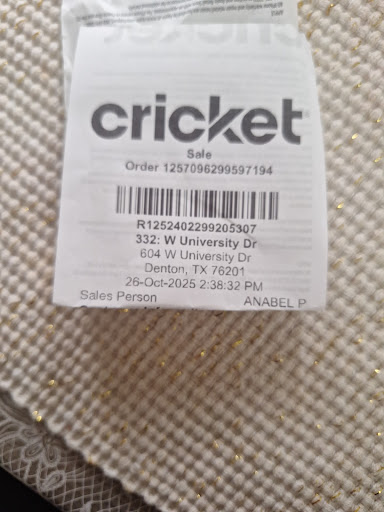 cricket
Sale
Order 1257096299597194
R1252402299205307
332: W University Dr
604 W University Dr
Denton, TX 76201
26-Oct-2025 2:38:32 PM
Sales Person ANABEL P